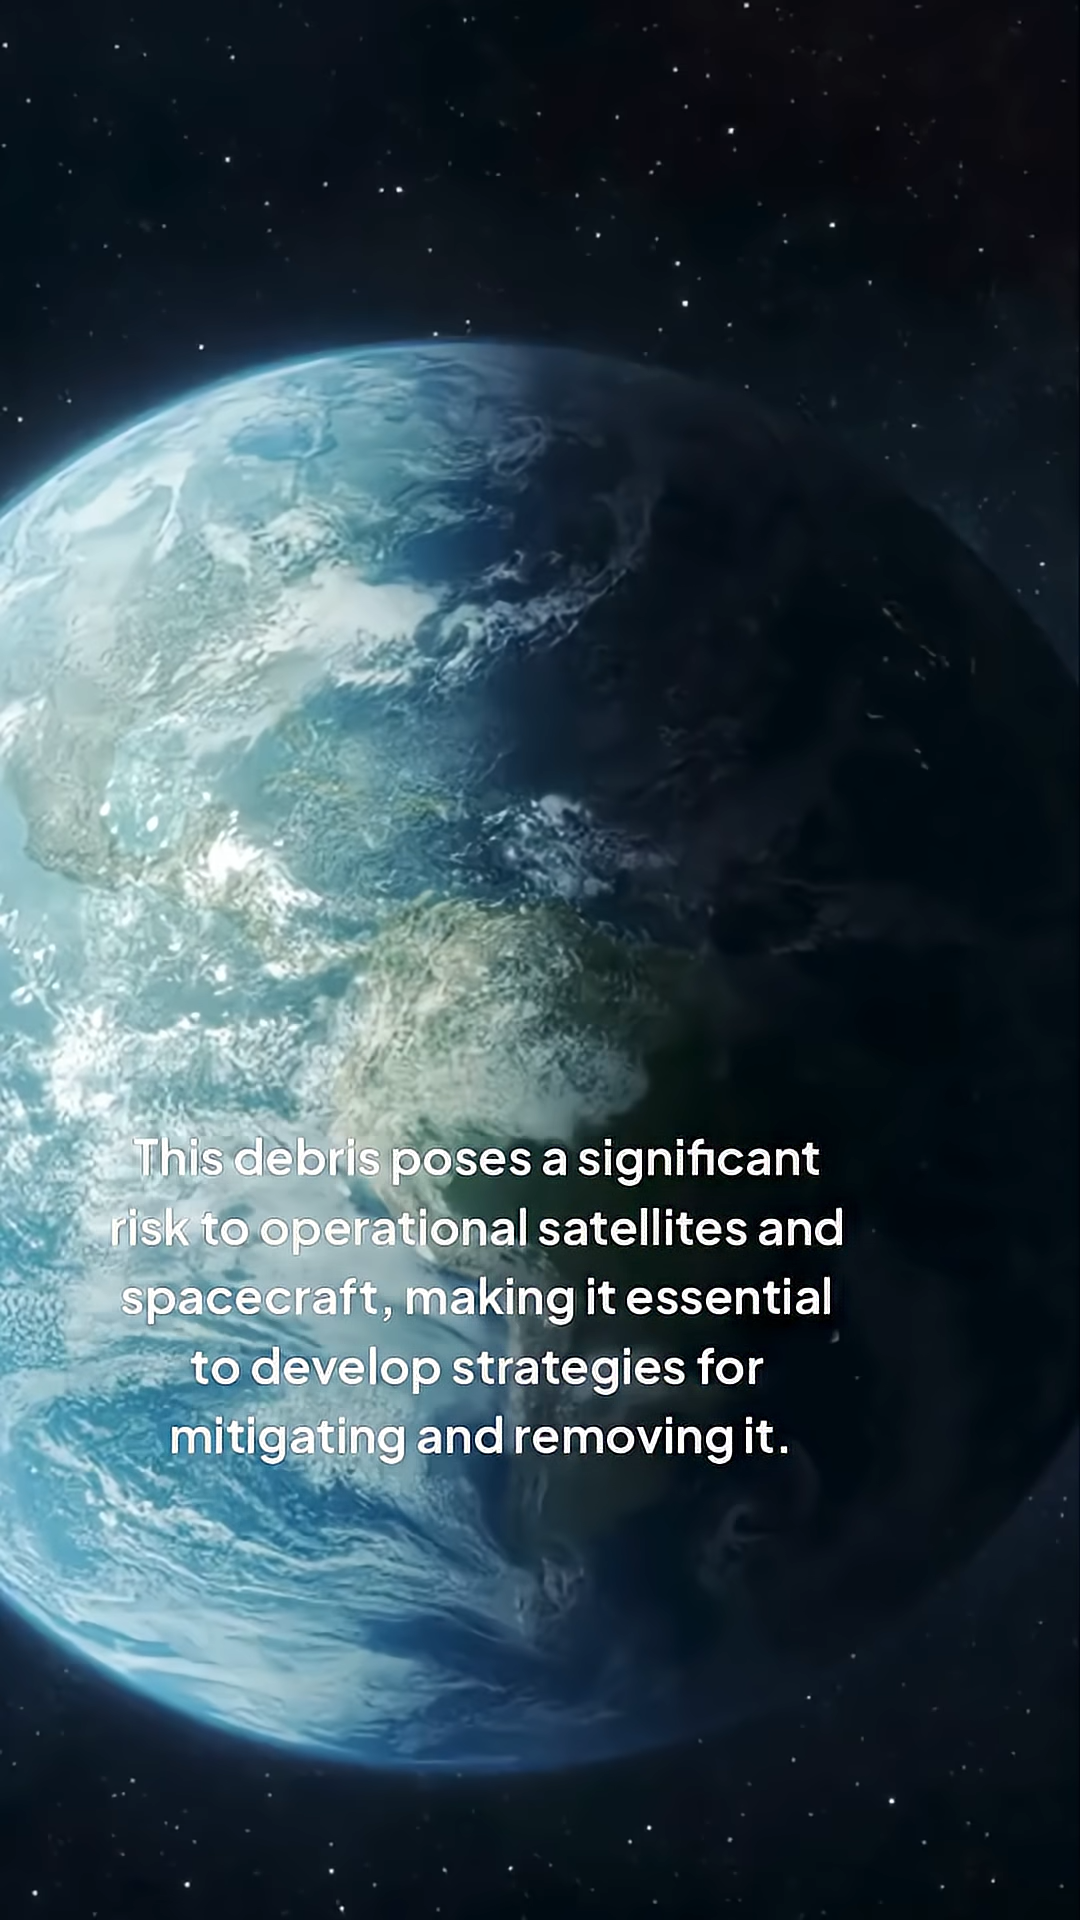 This debris poses a significant
risk to operational satellites and
spacecraft, making it essential
to develop strategies for
mitigating and removing it.